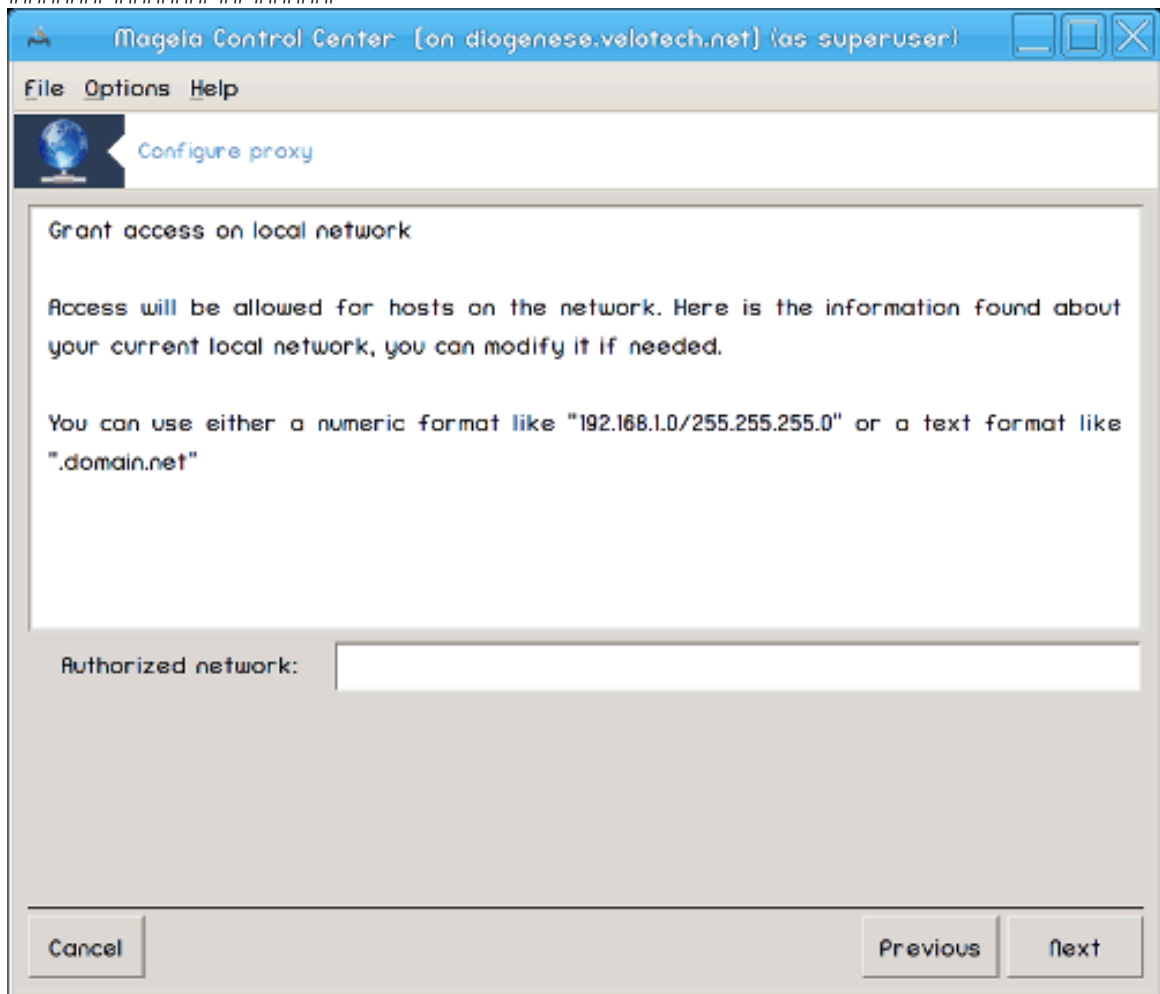 Mageia Control Center (on diogenese.velotech.net) (as superuser)
File Options Help
Configure proxy
Grant access on local network
Access will be allowed for hosts on the network. Here is the information found about
your current local network, you can modify it if needed.
You can use either a numeric format like "192.168.1.0/255.255.255.0" or a text format like
".domain.net"
Authorized network:
Cancel Previous Next